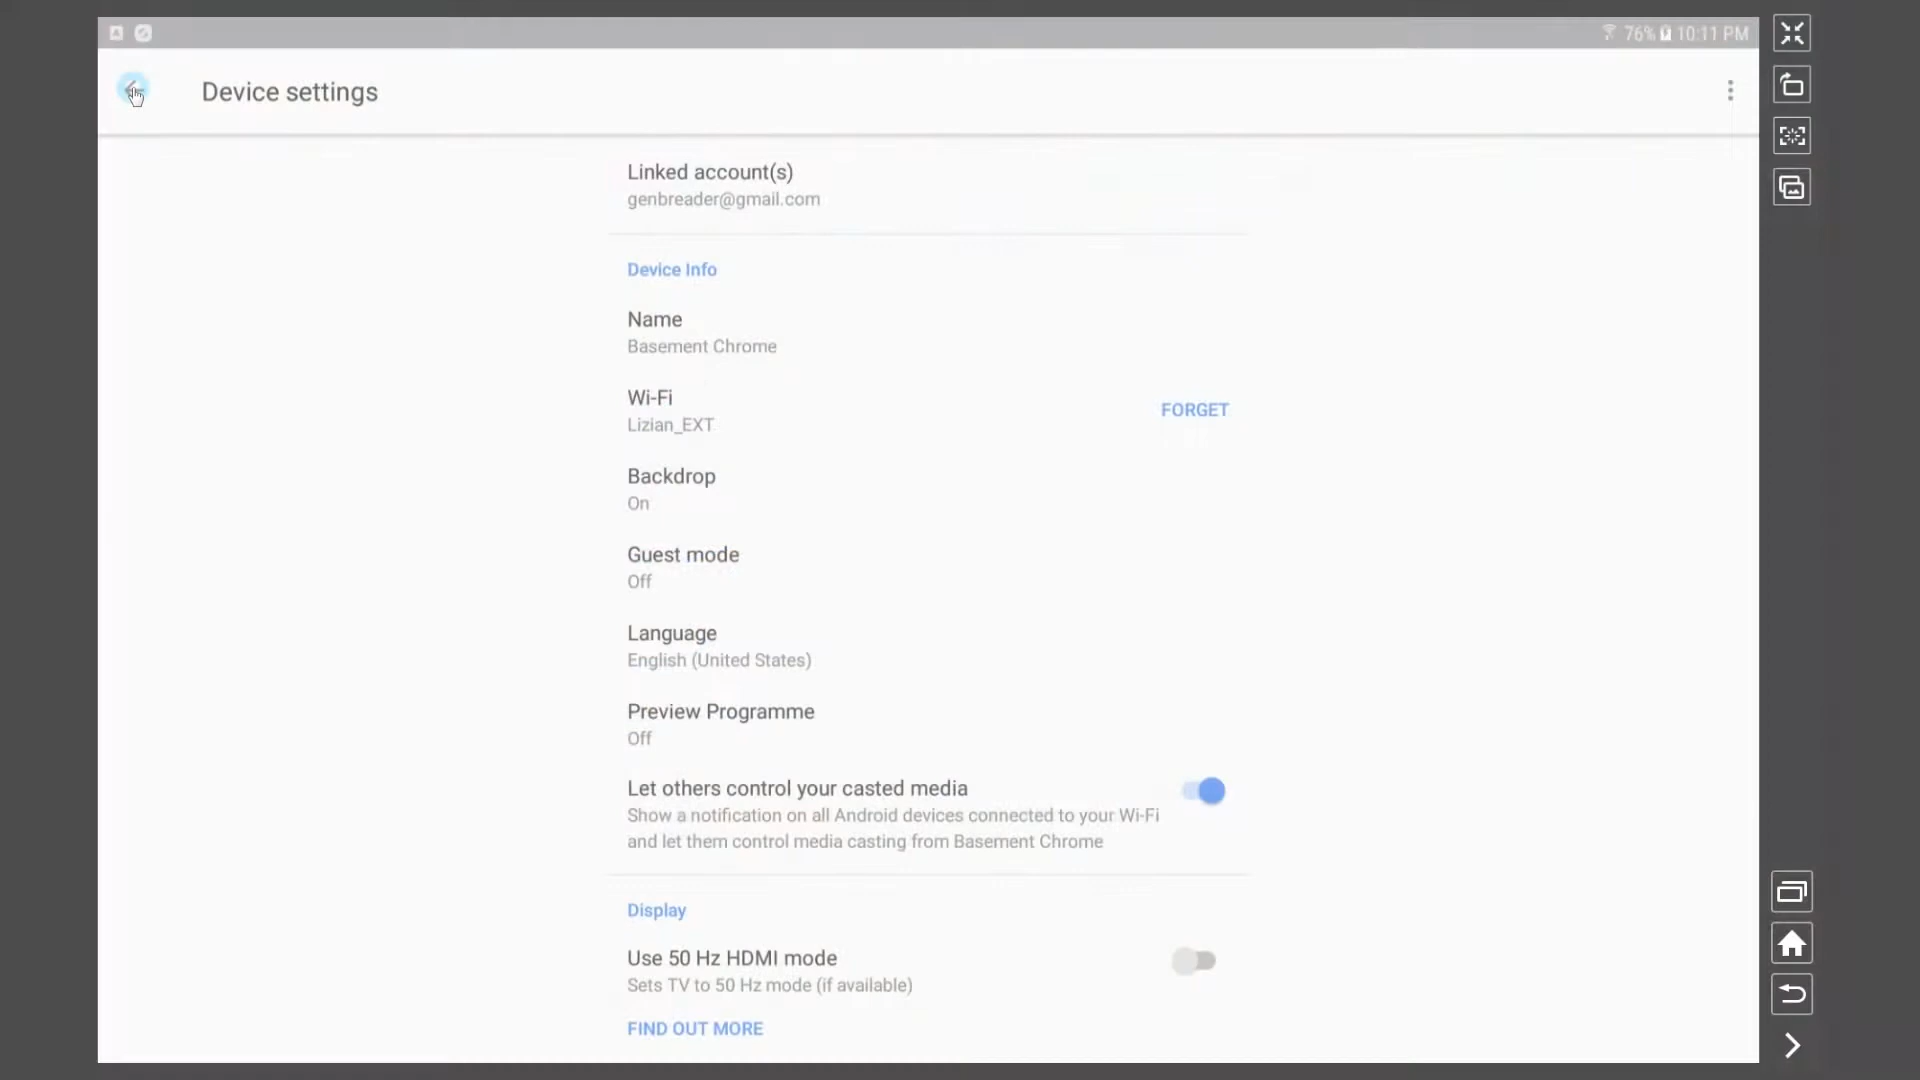 76% 10:11 PM
Device settings
Linked account(s)
genbreader@gmail.com
Device Info
Name
Basement Chrome
Wi-Fi
Lizian_EXT
FORGET
Backdrop
On
Guest mode
Off
Language
English (United States)
Preview Programme
Off
Let others control your casted media
Show a notification on all Android devices connected to your Wi-Fi
and let them control media casting from Basement Chrome
Display
Use 50 Hz HDMI mode
Sets TV to 50 Hz mode (if available)
FIND OUT MORE